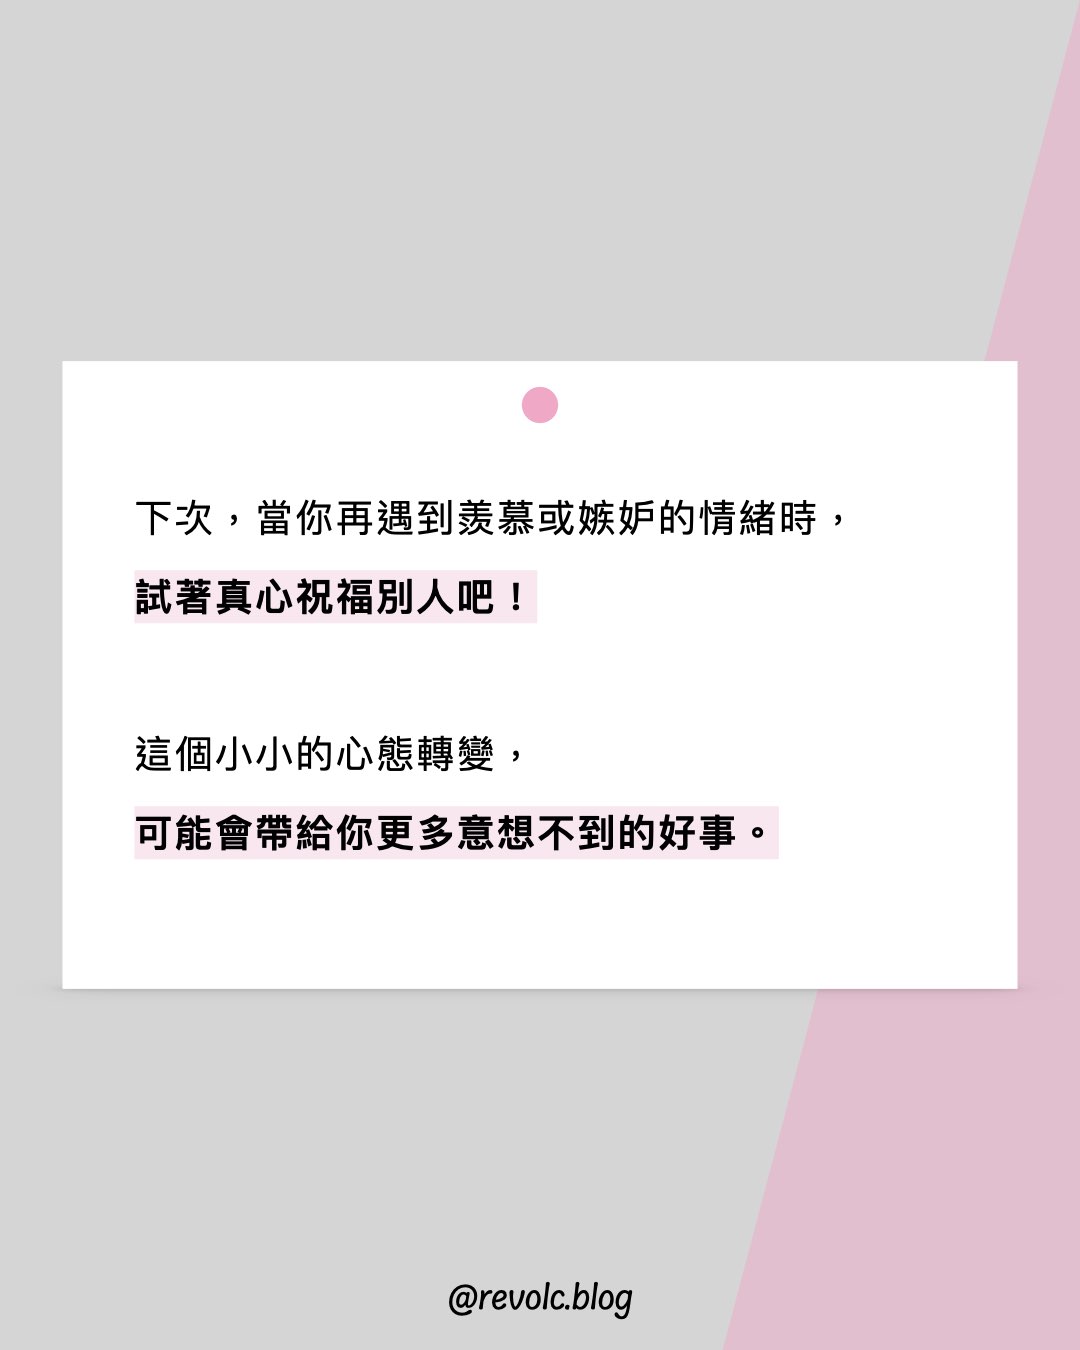 下次，當你再遇到羨慕或嫉妒的情緒時，
試著真心祝福別人吧！
這個小小的心態轉變，
可能會帶給你更多意想不到的好事。
@revolc.blog